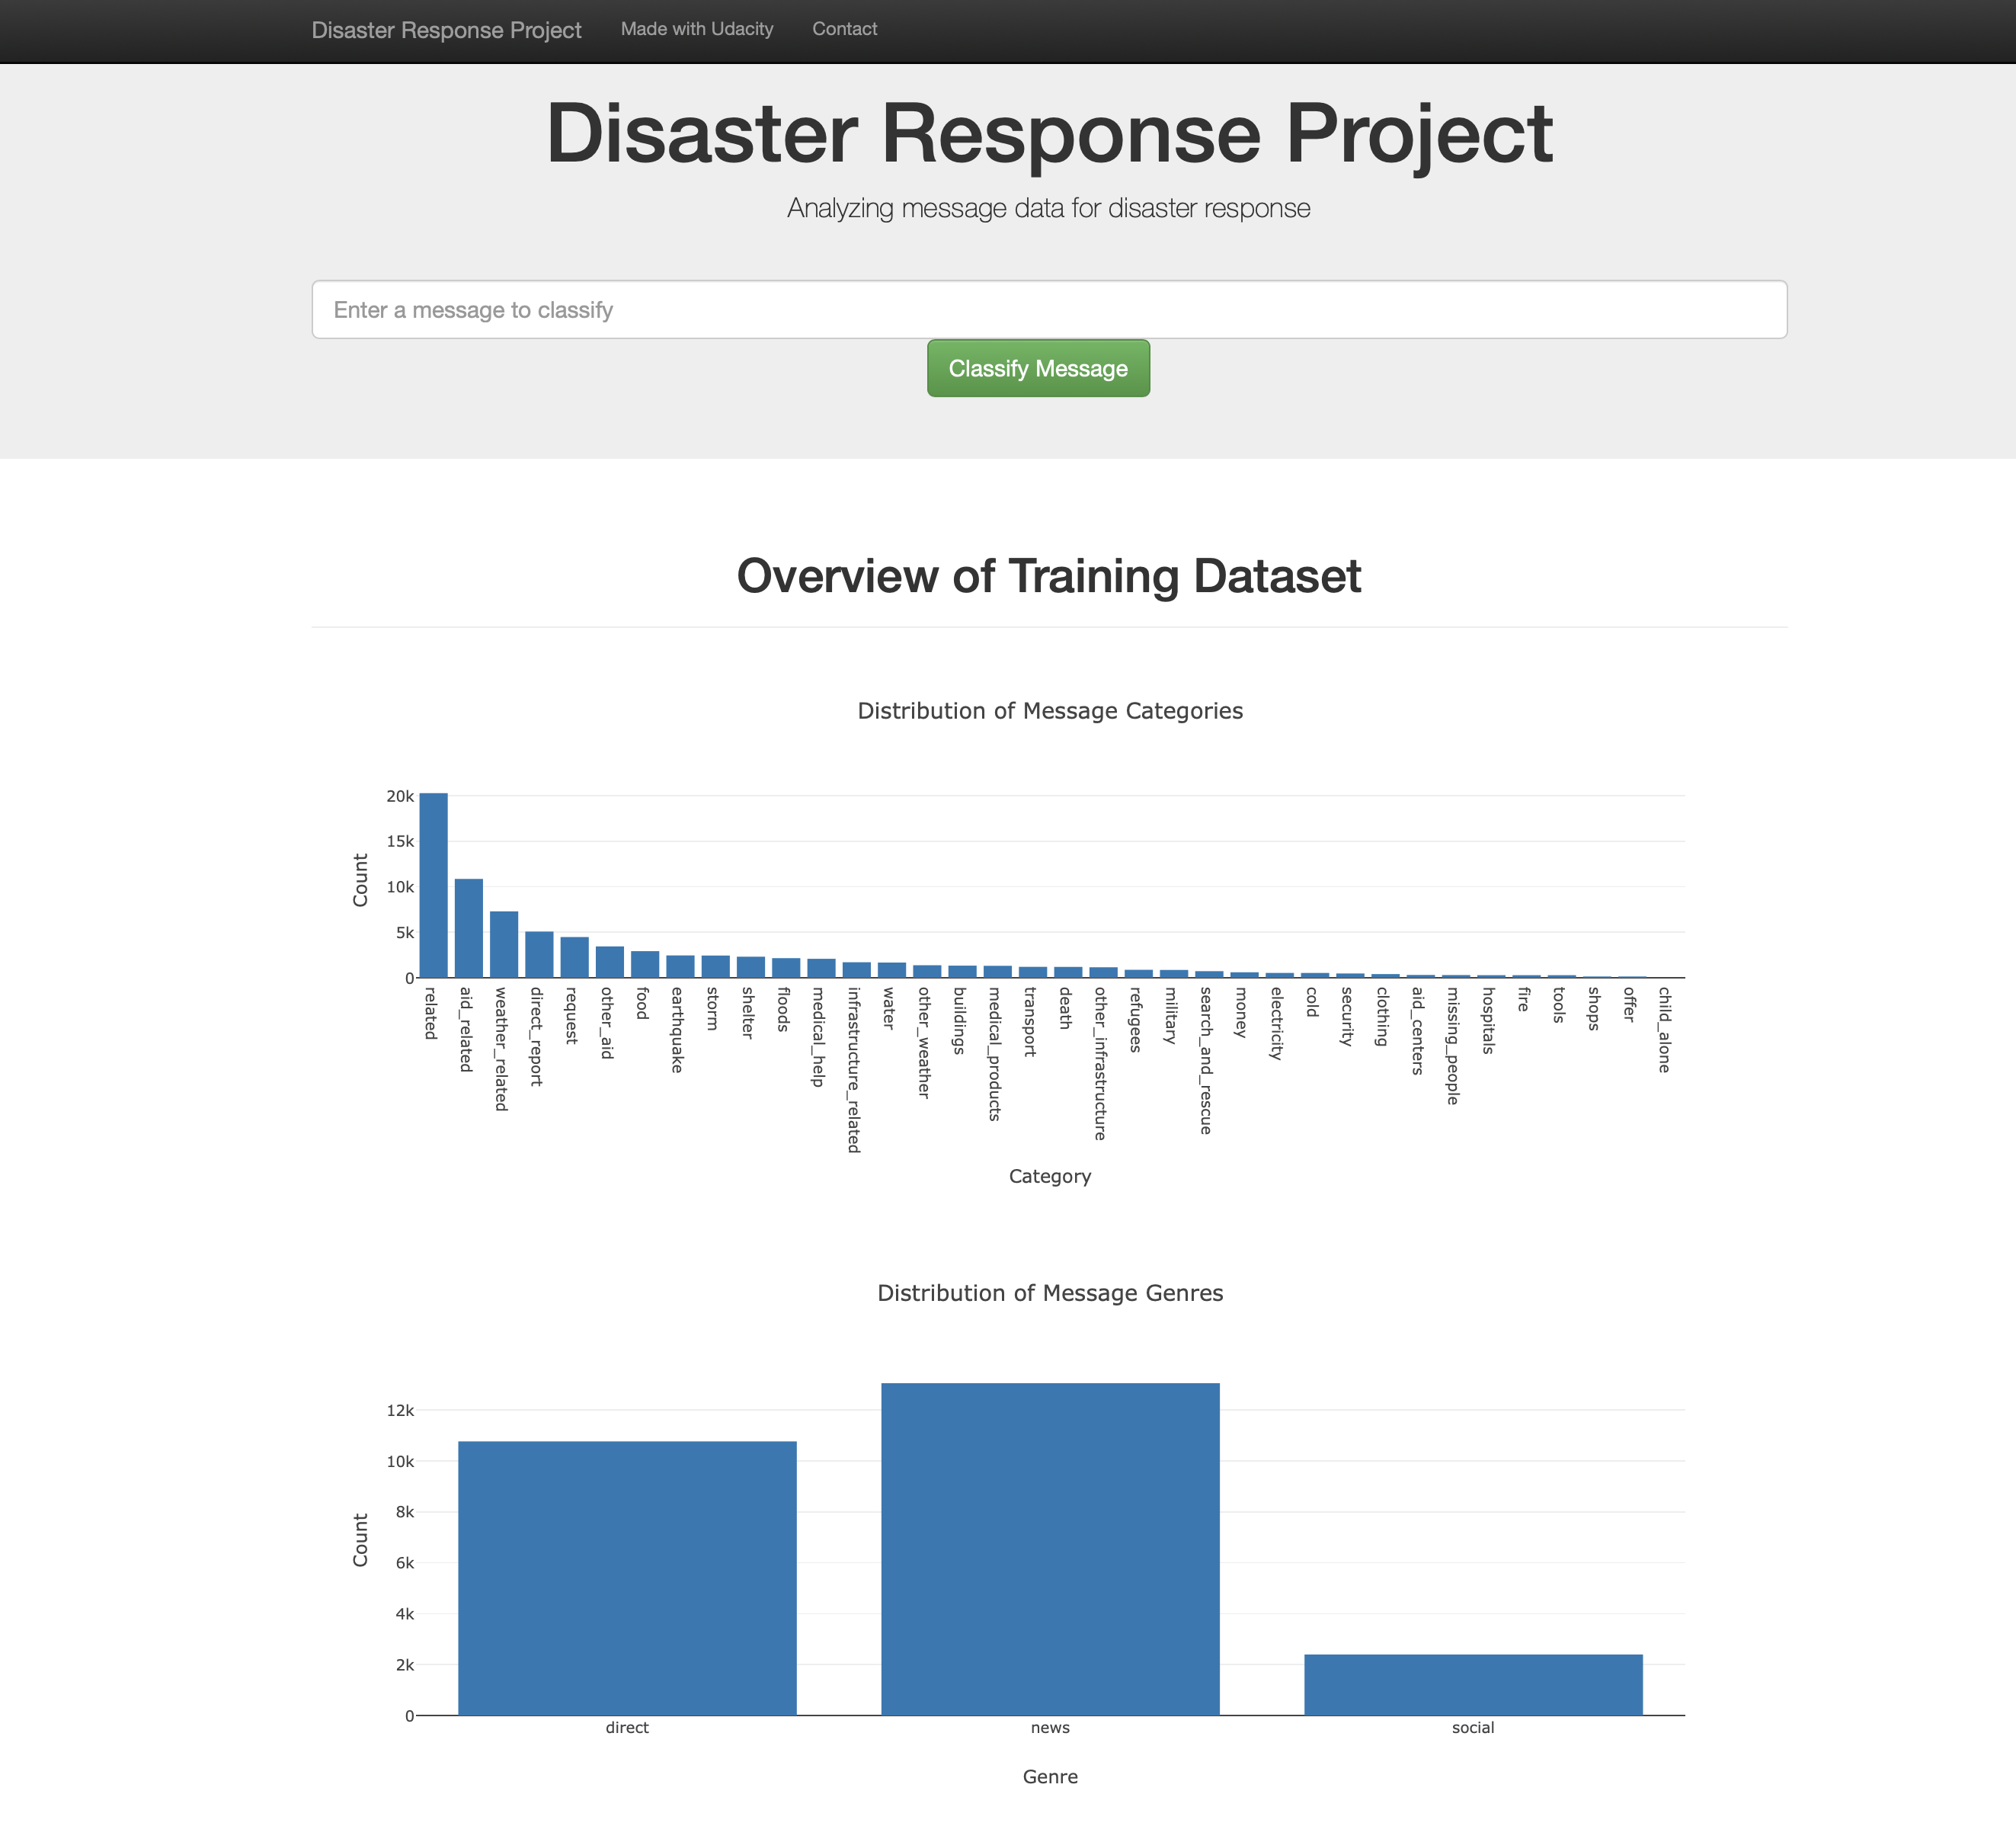 Disaster Response Project Made with Udacity Contact
Disaster Response Project
Analyzing message data for disaster response
Enter a message to classify
Classify Message
Overview of Training Dataset
Distribution of Message Categories
20k
15k
10k
5k
0
Count
related
aid_related
weather_related
direct_report
request
other_aid
food
earthquake
storm
shelter
floods
medical_help
infrastructure_related
water
other_weather
buildings
medical_products
transport
death
other_infrastructure
refugees
military
search_and_rescue
money
electricity
cold
security
clothing
aid_centers
missing_people
hospitals
fire
tools
shops
offer
child_alone
Category
Distribution of Message Genres
12k
10k
8k
6k
4k
2k
0
Count
direct news social
Genre